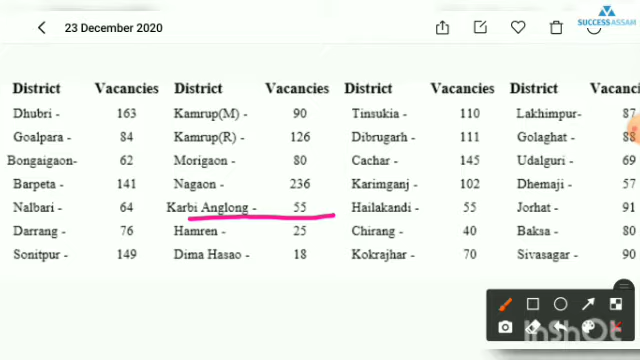 23 December 2020
SUCCESS ASSAM
District Vacancies District Vacancies District Vacancies District Vacanci
Dhubri - 163 Kamrup(M) - 90 Tinsukia - 110 Lakhimpur- 87
Goalpara - 84 Kamrup(R) - 126 Dibrugarh - 111 Golaghat - 88
Bongaigaon- 62 Morigaon - 80 Cachar - 145 Udalguri - 69
Barpeta - 141 Nagaon - 236 Karimganj - 102 Dhemaji - 57
Nalbari - 64 Karbi Anglong - 55 Hailakandi - 55 Jorhat - 91
Darrang - 76 Hamren - 25 Chirang - 40 Baksa - 80
Sonitpur - 149 Dima Hasao - 18 Kokrajhar - 70 Sivasagar - 90
InShOt